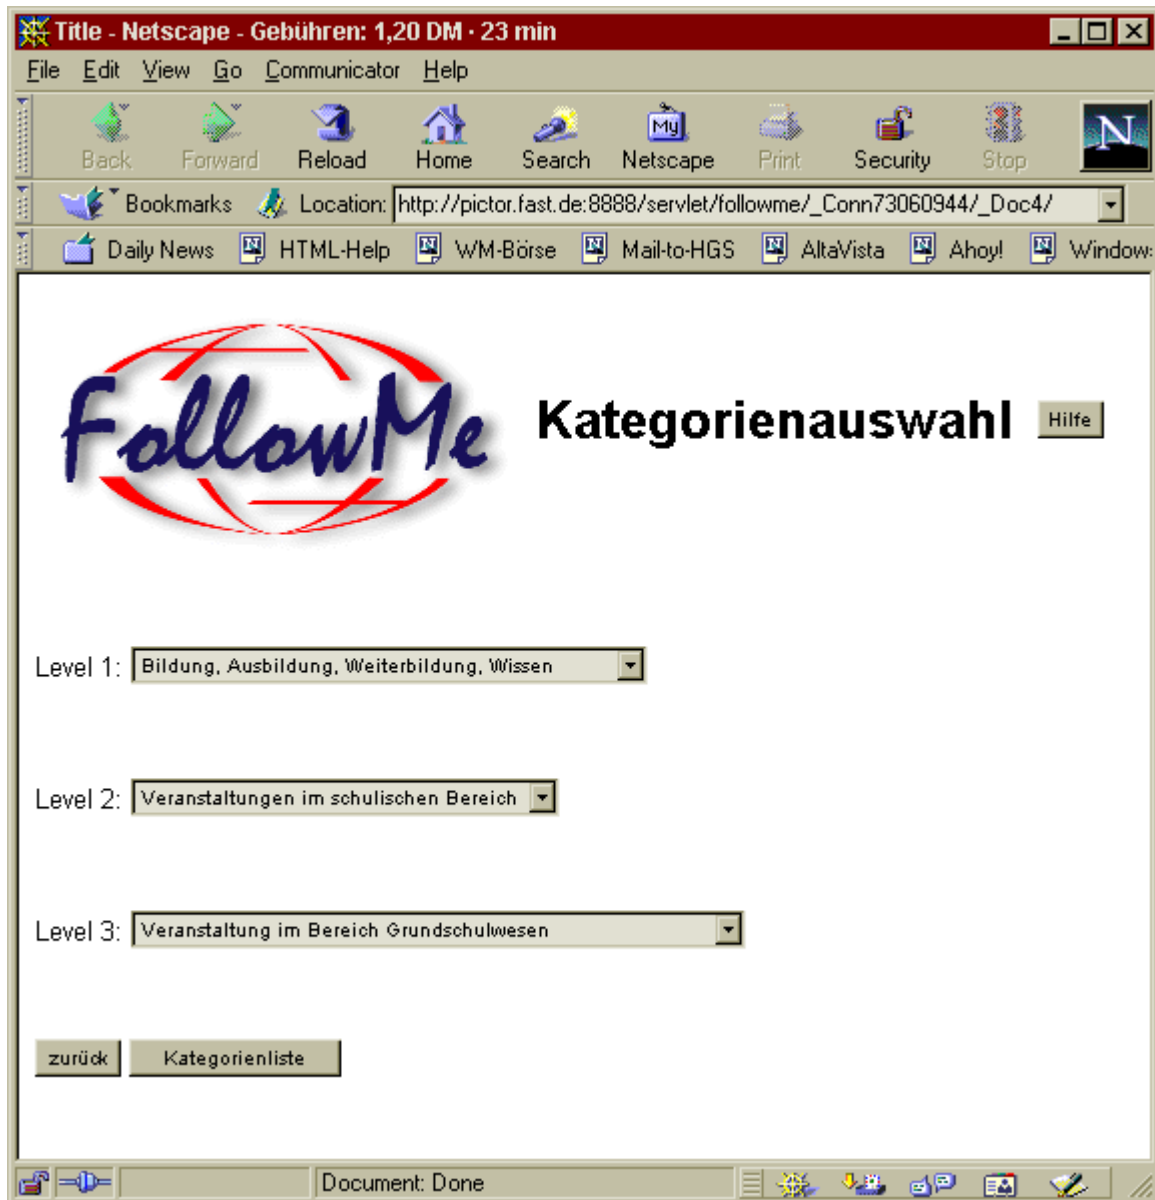 Title - Netscape - Gebühren: 1,20 DM · 23 min
File Edit View Go Communicator Help
My
N
Back Forward Reload Home Search Netscape Print Security Stop
Bookmarks Location: http://pictor.fast.de:8888/servlet/followme/_Conn73060944/_Doc4/
Daily News HTML-Help WM-Börse Mail-to-HGS AltaVista Ahoy! Window
FollowMe
Kategorienauswahl Hilfe
Level 1: Bildung, Ausbildung, Weiterbildung, Wissen
Level 2: Veranstaltungen im schulischen Bereich
Level 3: Veranstaltung im Bereich Grundschulwesen
zurück Kategorienliste
Document: Done